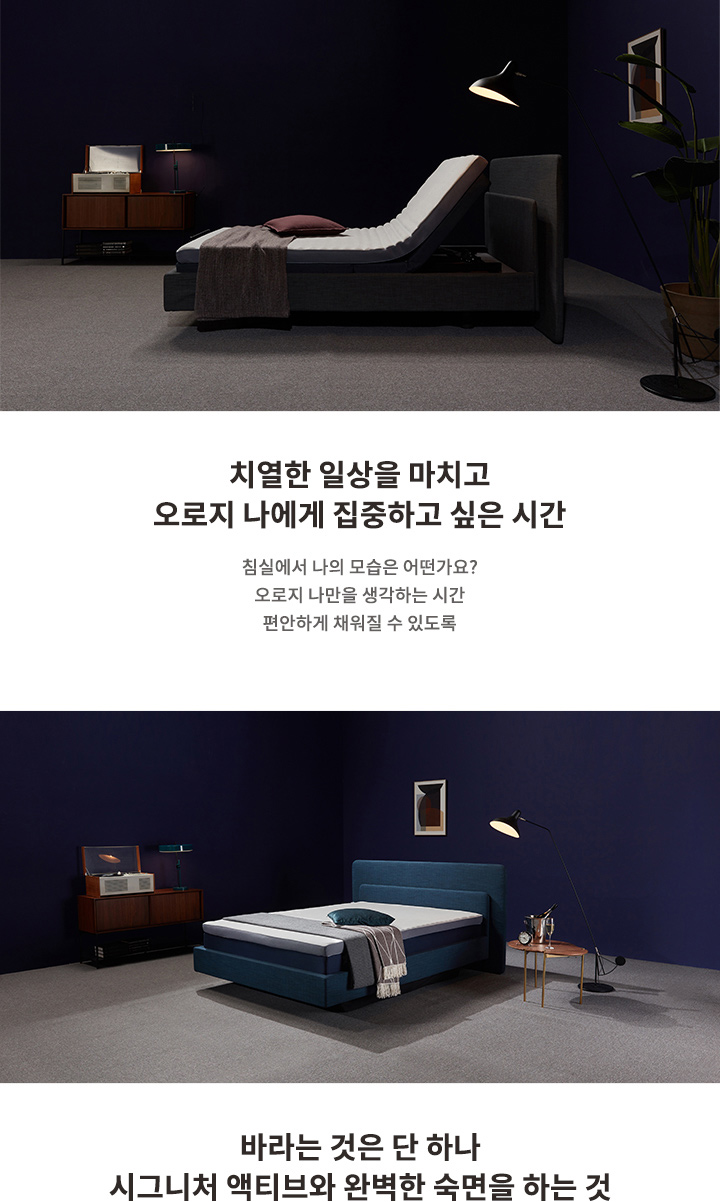 치열한 일상을 마치고
오로지 나에게 집중하고 싶은 시간
침실에서 나의 모습은 어떤가요?
오로지 나만을 생각하는 시간
편안하게 채워질 수 있도록
바라는 것은 단 하나
시그니처 액티브와 완벽한 숙면을 하는 것